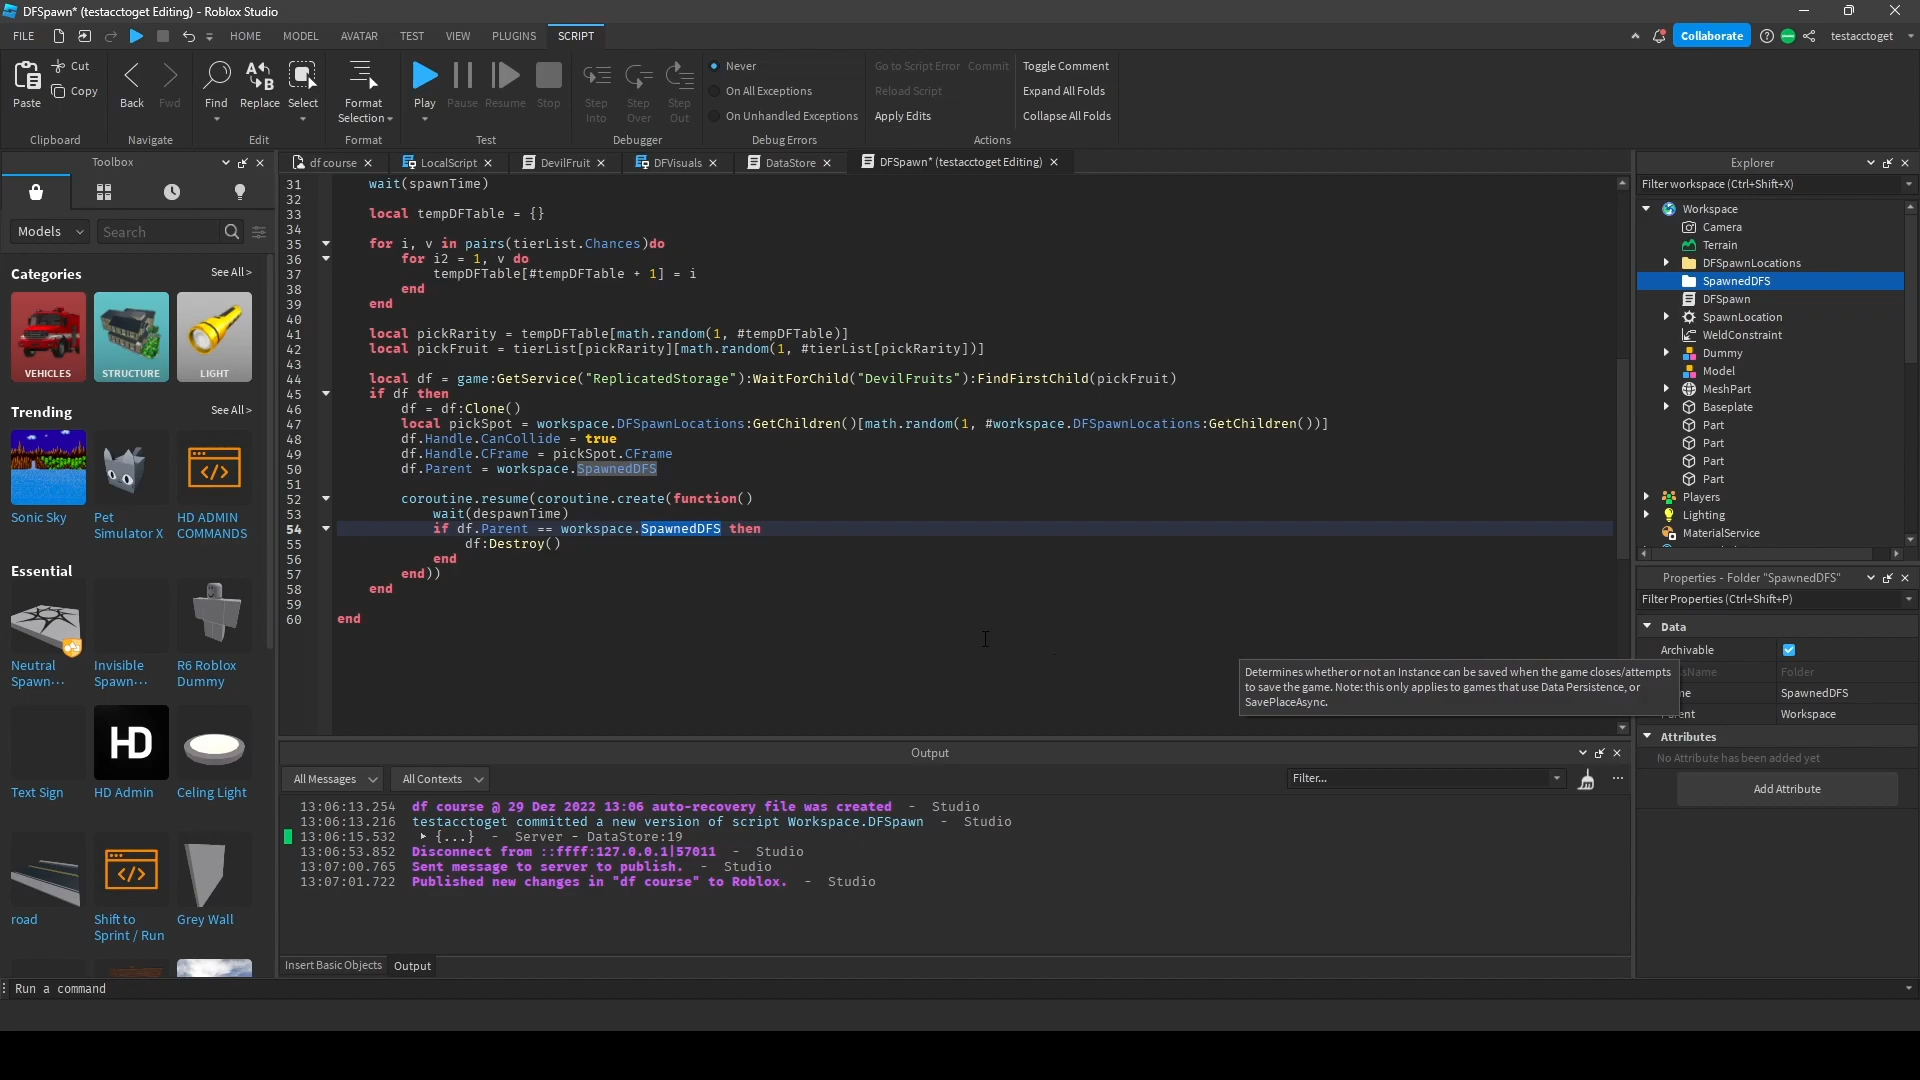 DFSpawn* (testacctoget Editing) - Roblox Studio
FILE
HOME
MODEL
AVATAR
TEST
VIEW
PLUGINS
SCRIPT
Collaborate
testacctoget
Paste
Cut
Copy
Clipboard
Back
Fwd
Navigate
Find
Replace
Select
Edit
Format
Selection
Format
Play
Pause
Resume
Stop
Test
Step
Into
Step
Over
Step
Out
Debugger
Never
On All Exceptions
On Unhandled Exceptions
Debug Errors
Go to Script Error Commit
Reload Script
Apply Edits
Toggle Comment
Expand All Folds
Collapse All Folds
Actions
Toolbox
Models
Search
Categories
See All >
VEHICLES
STRUCTURE
LIGHT
Trending
See All >
Sonic Sky
Pet
Simulator X
HD ADMIN
COMMANDS
Essential
Neutral
Spawn...
Invisible
Spawn...
R6 Roblox
Dummy
HD
Text Sign
HD Admin
Celing Light
road
Shift to
Sprint / Run
Grey Wall
df course
LocalScript
DevilFruit
DFVisuals
DataStore
DFSpawn* (testacctoget Editing)
31 wait(spawnTime)
32
33 local tempDFTable = {}
34
35 for i, v in pairs(tierList.Chances)do
36 for i2 = 1, v do
37 tempDFTable[#tempDFTable + 1] = i
38 end
39 end
40
41 local pickRarity = tempDFTable[math.random(1, #tempDFTable)]
42 local pickFruit = tierList[pickRarity][math.random(1, #tierList[pickRarity])]
43
44 local df = game:GetService("ReplicatedStorage"):WaitForChild("DevilFruits"):FindFirstChild(pickFruit)
45 if df then
46 df = df:Clone()
47 local pickSpot = workspace.DFSpawnLocations:GetChildren()[math.random(1, #workspace.DFSpawnLocations:GetChildren())]
48 df.Handle.CanCollide = true
49 df.Handle.CFrame = pickSpot.CFrame
50 df.Parent = workspace.SpawnedDFS
51
52 coroutine.resume(coroutine.create(function()
53 wait(despawnTime)
54 if df.Parent == workspace.SpawnedDFS then
55 df:Destroy()
56 end
57 end))
58 end
59
60 end
Determines whether or not an Instance can be saved when the game closes/attempts
to save the game. Note: this only applies to games that use Data Persistence, or
SavePlaceAsync.
Output
All Messages
All Contexts
Filter...
13:06:13.254 df course @ 29 Dez 2022 13:06 auto-recovery file was created - Studio
13:06:13.216 testacctoget committed a new version of script Workspace.DFSpawn - Studio
13:06:15.532 ▶ {...} - Server - DataStore:19
13:06:53.852 Disconnect from ::ffff:127.0.0.1|57011 - Studio
13:07:00.765 Sent message to server to publish. - Studio
13:07:01.722 Published new changes in "df course" to Roblox. - Studio
Insert Basic Objects
Output
Run a command
Explorer
Filter workspace (Ctrl+Shift+X)
Workspace
Camera
Terrain
DFSpawnLocations
SpawnedDFS
DFSpawn
SpawnLocation
WeldConstraint
Dummy
Model
MeshPart
Baseplate
Part
Part
Part
Part
Players
Lighting
MaterialService
Properties - Folder "SpawnedDFS"
Filter Properties (Ctrl+Shift+P)
Data
Archivable
Folder
SpawnedDFS
Workspace
Attributes
No Attribute has been added yet
Add Attribute